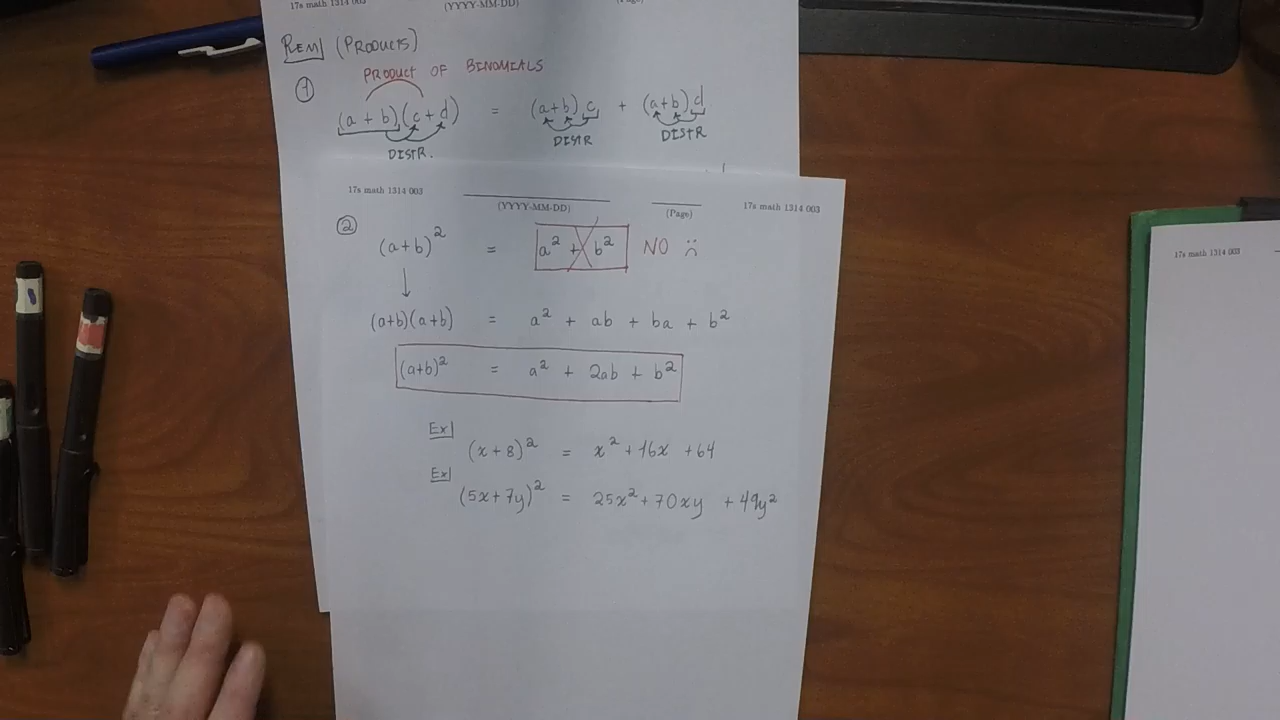 17s math 1314 003 (YYYY-MM-DD) (Page)
REM (PRODUCTS)
PRODUCT OF BINOMIALS
① (a + b)(c + d) = (a+b)c + (a+b)d
DISTR. DISTR DISTR
17s math 1314 003 (YYYY-MM-DD) (Page) 17s math 1314 003
② (a+b)² = a² + b² NO ☹
(a+b)(a+b) = a² + ab + ba + b²
(a+b)² = a² + 2ab + b²
Ex
(x+8)² = x² + 16x + 64
Ex
(5x+7y)² = 25x² + 70xy + 49y²
17s math 1314 003